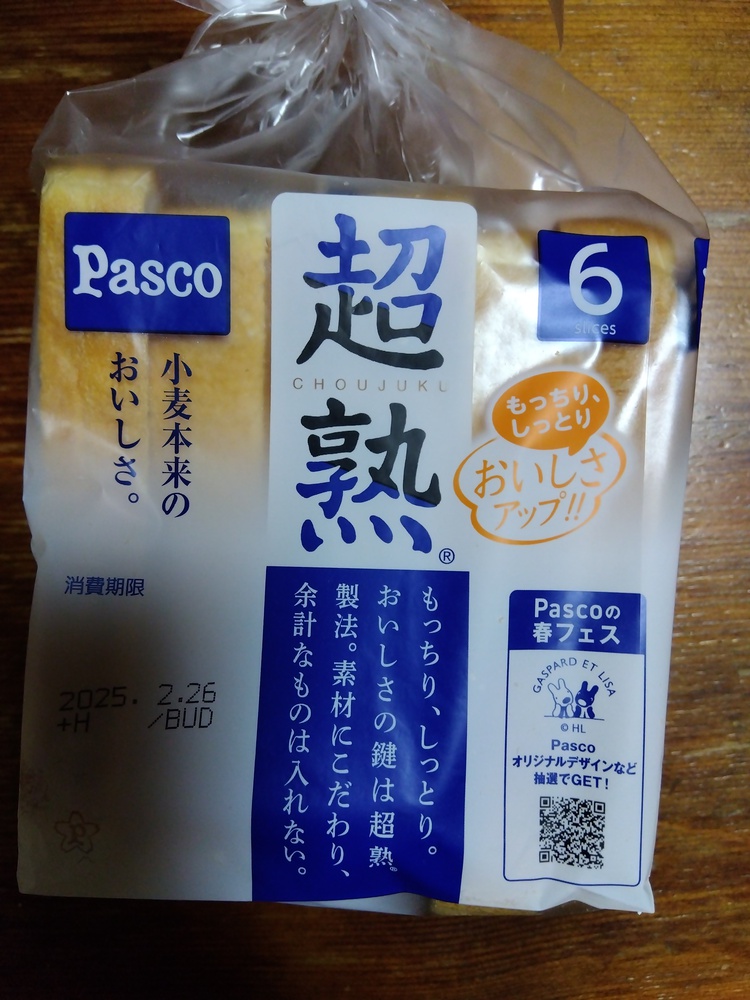 Pasco
小麦本来の
おいしさ。
消費期限
2025. 2.26
+H /BUD
超
CHOUJUKU
熟
®
もっちり、しっとり。
おいしさの鍵は超熟®
製法。素材にこだわり、
余計なものは入れない。
6
slices
もっちり、
しっとり
おいしさ
アップ!!
Pascoの
春フェス
GASPARD ET LISA
© HL
Pasco
オリジナルデザインなど
抽選でGET!